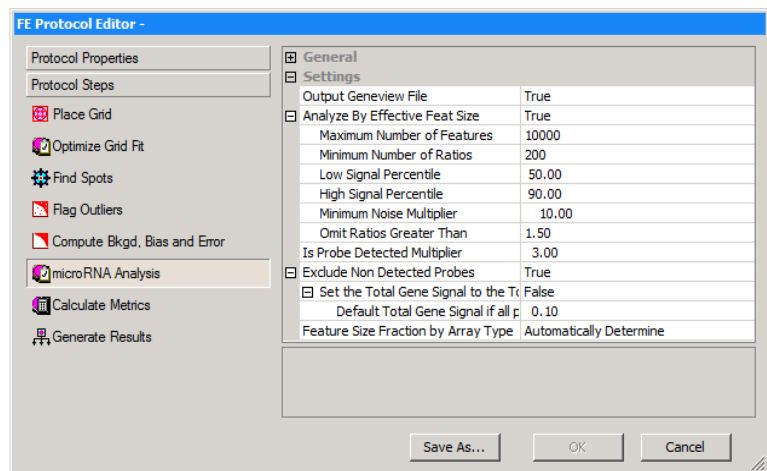 FE Protocol Editor -
Protocol Properties
Protocol Steps
Place Grid
Optimize Grid Fit
Find Spots
Flag Outliers
Compute Bkgd, Bias and Error
microRNA Analysis
Calculate Metrics
Generate Results
General
Settings
Output Geneview File True
Analyze By Effective Feat Size True
Maximum Number of Features 10000
Minimum Number of Ratios 200
Low Signal Percentile 50.00
High Signal Percentile 90.00
Minimum Noise Multiplier 10.00
Omit Ratios Greater Than 1.50
Is Probe Detected Multiplier 3.00
Exclude Non Detected Probes True
Set the Total Gene Signal to the To False
Default Total Gene Signal if all p 0.10
Feature Size Fraction by Array Type Automatically Determine
Save As... OK Cancel